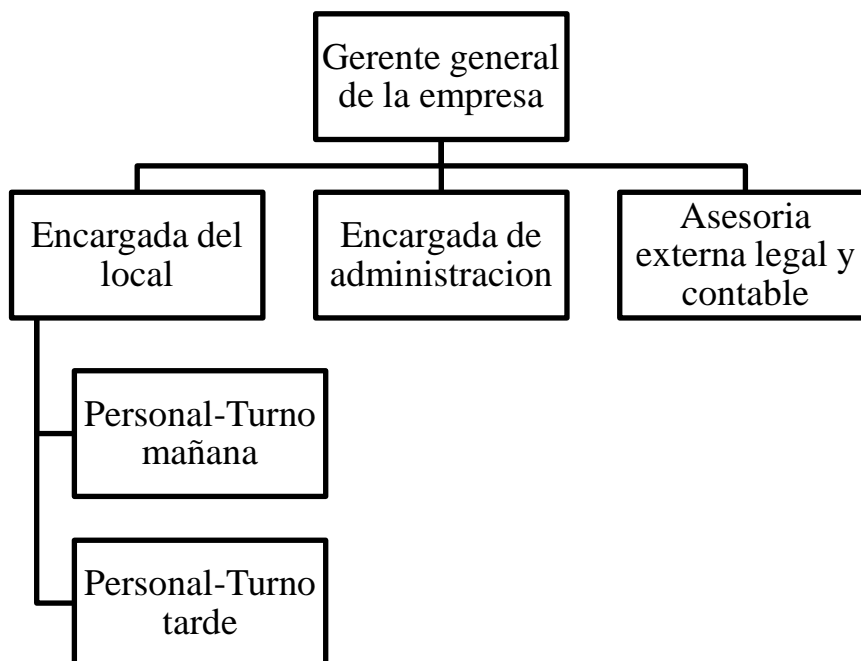 Gerente general
de la empresa
Encargada del
local
Encargada de
administracion
Asesoria
externa legal y
contable
Personal-Turno
mañana
Personal-Turno
tarde